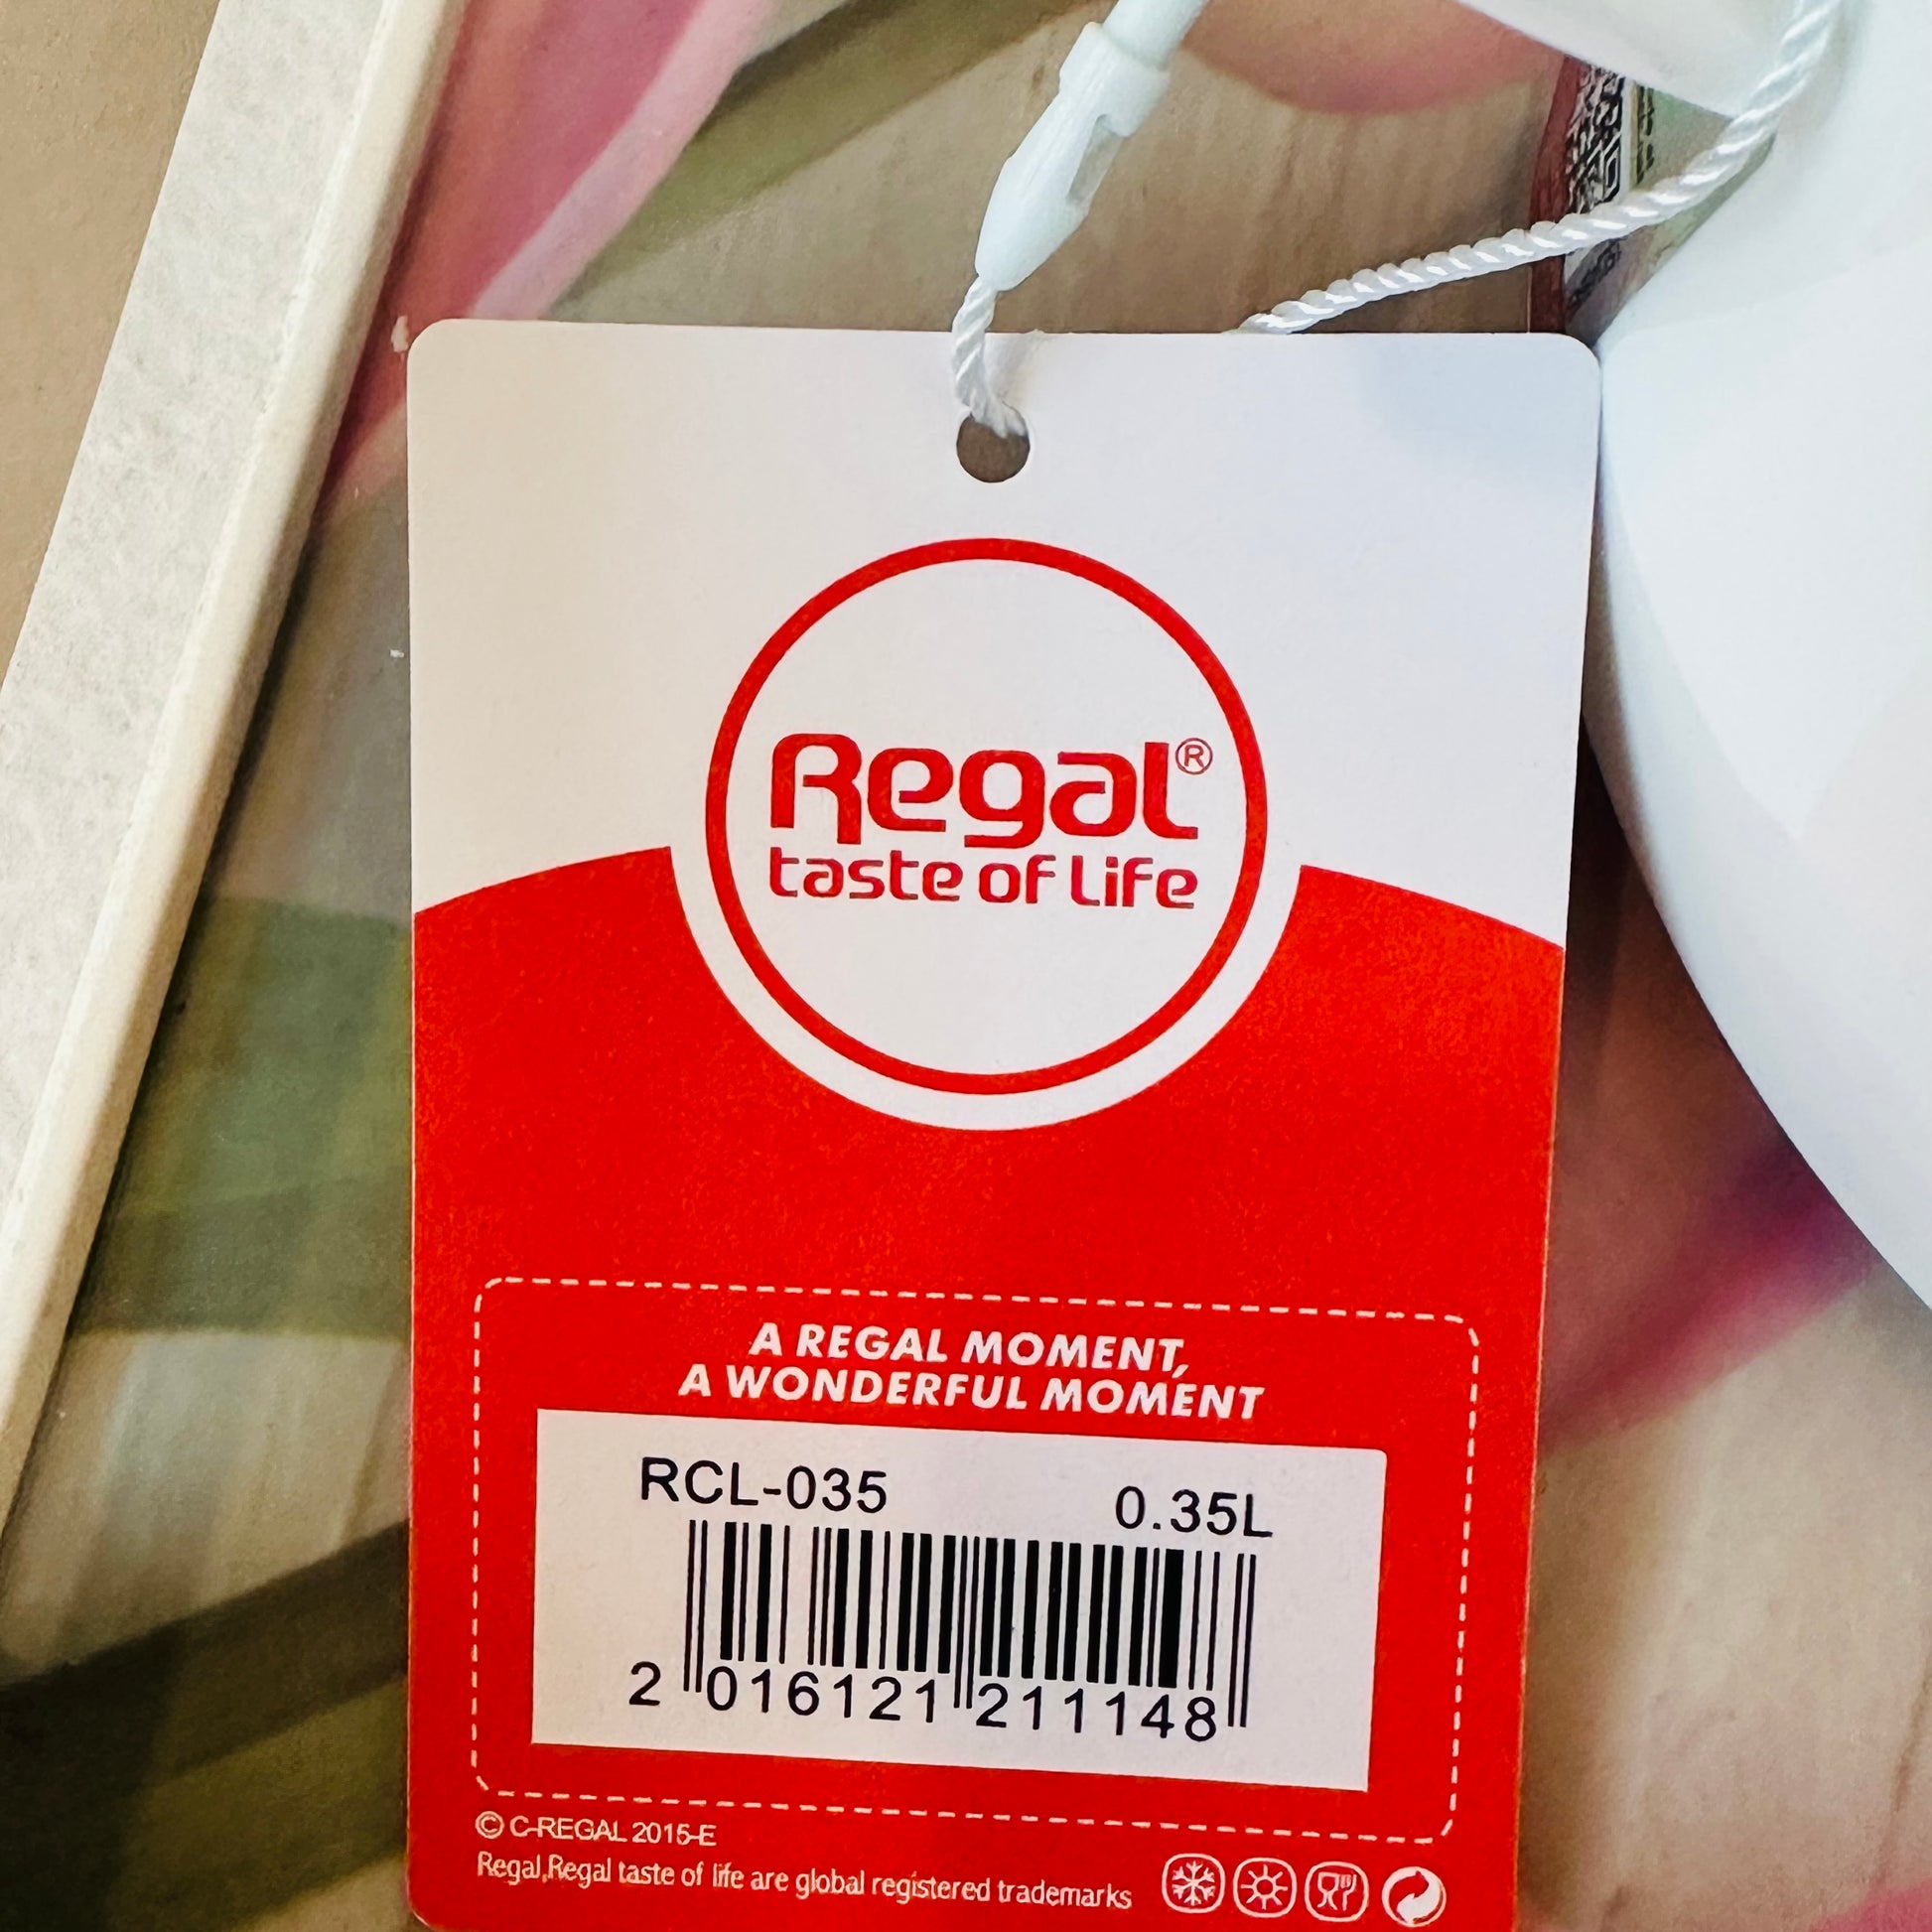 Regal®
taste of life
A REGAL MOMENT,
A WONDERFUL MOMENT
RCL-035 0.35L
2 016121 211148
© C-REGAL 2015-E
Regal,Regal taste of life are global registered trademarks